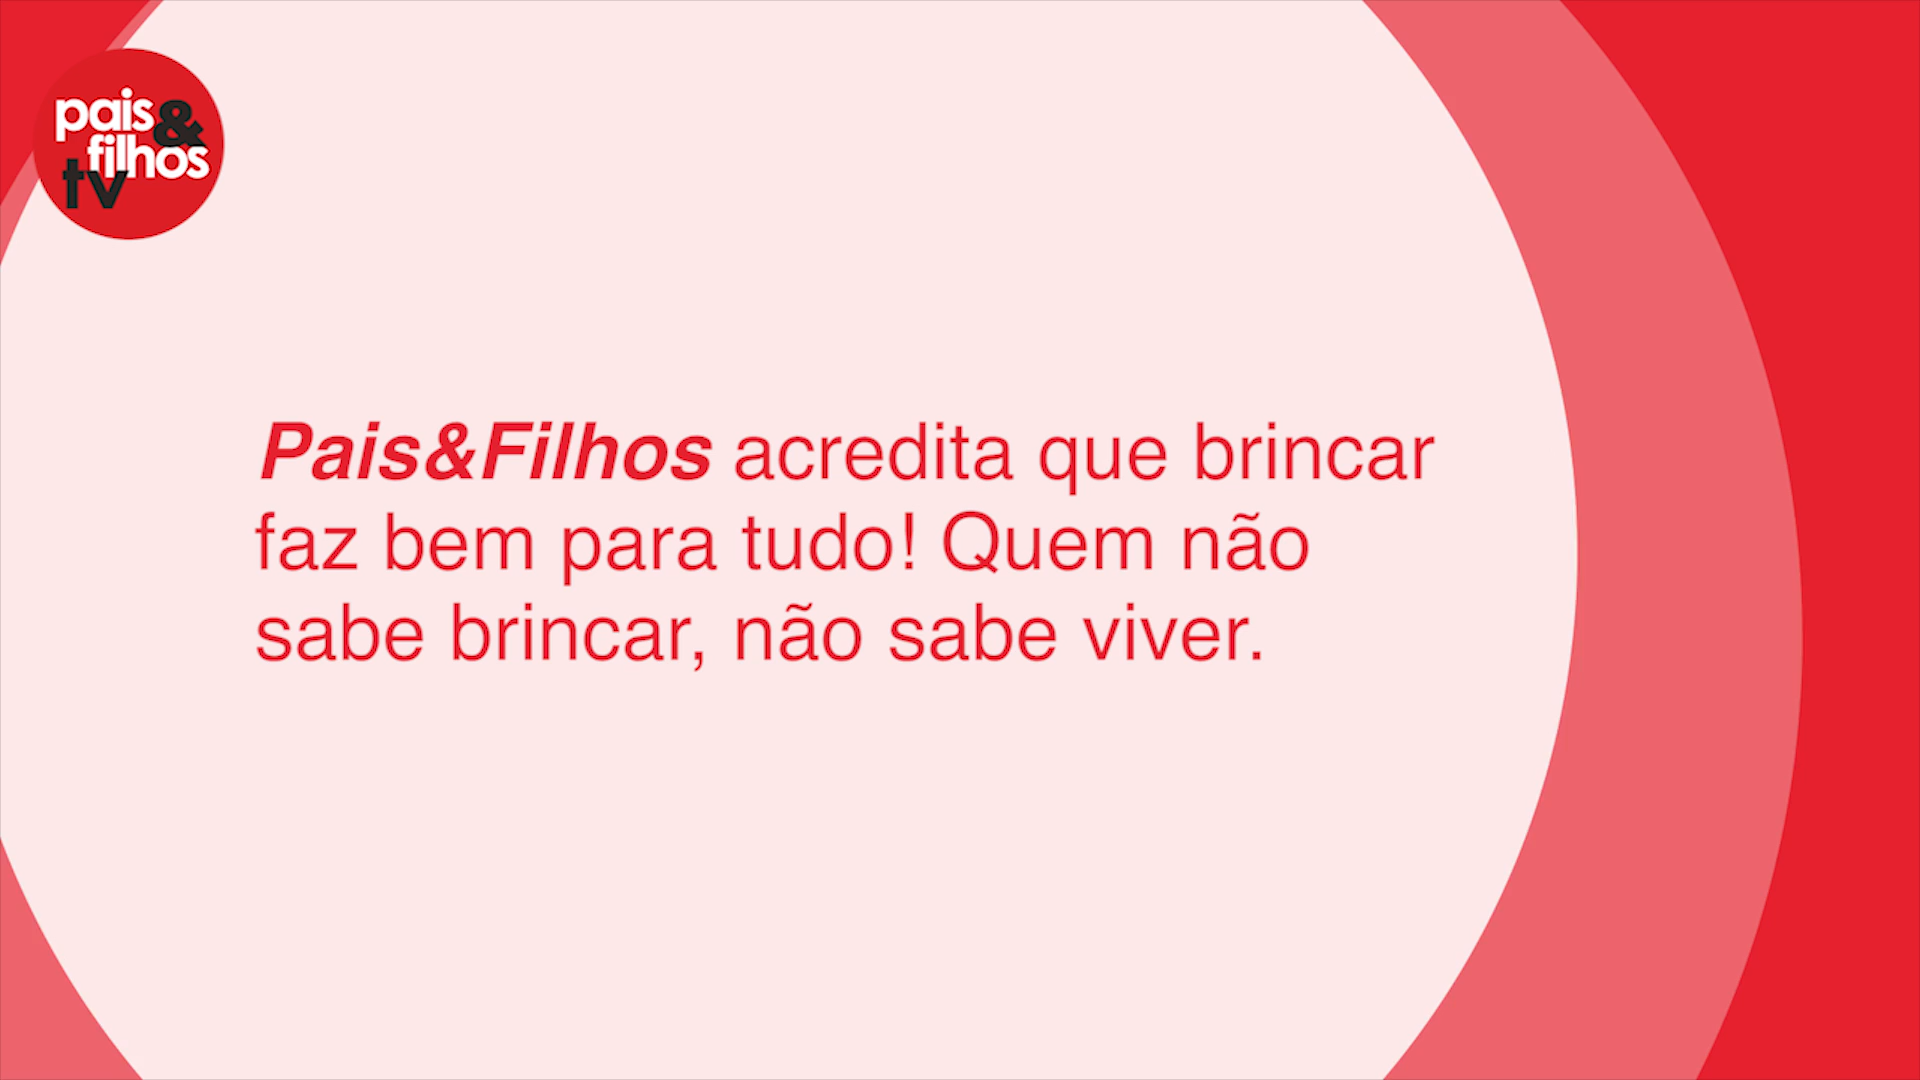 pais&
filhos
tv
Pais&Filhos acredita que brincar
faz bem para tudo! Quem não
sabe brincar, não sabe viver.